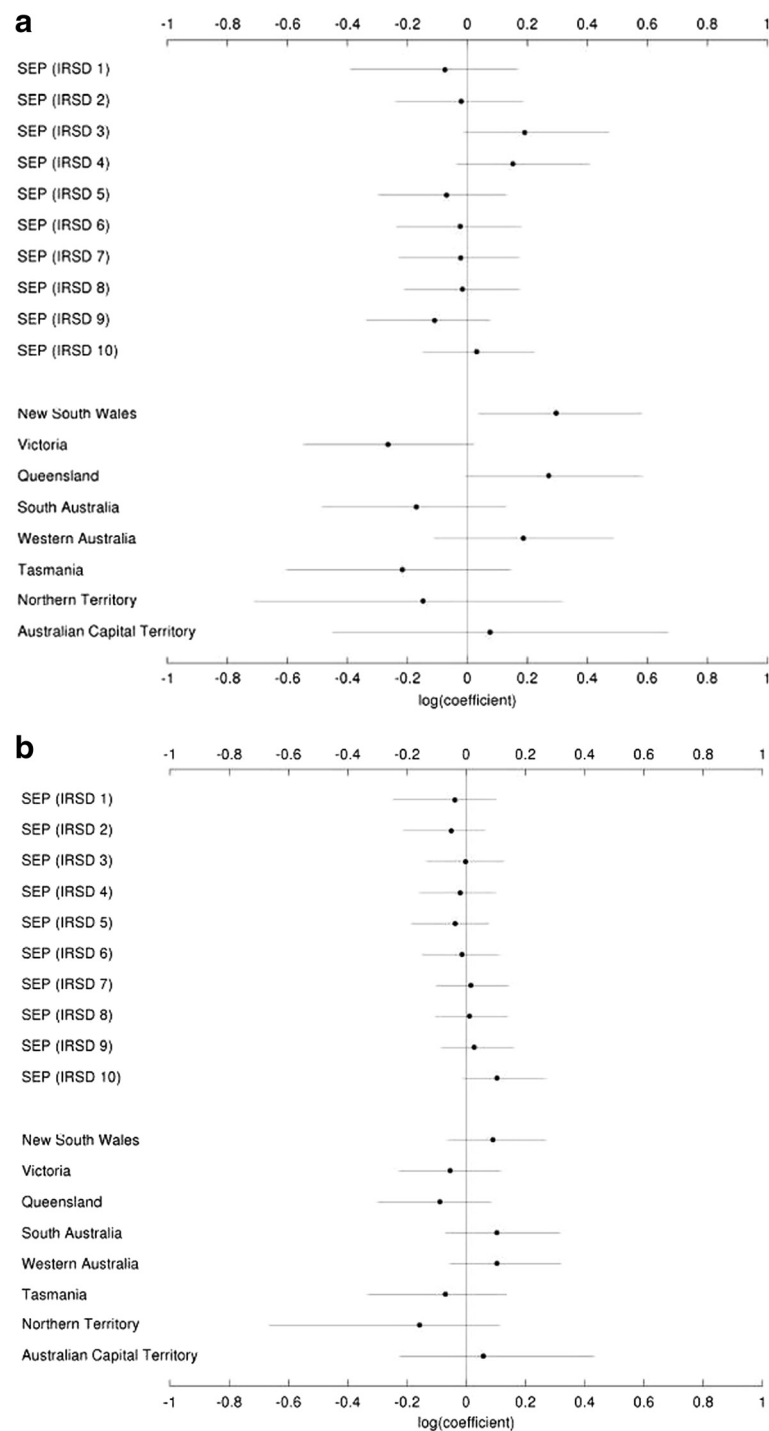 a
-1 -0.8 -0.6 -0.4 -0.2 0 0.2 0.4 0.6 0.8 1
SEP (IRSD 1)
SEP (IRSD 2)
SEP (IRSD 3)
SEP (IRSD 4)
SEP (IRSD 5)
SEP (IRSD 6)
SEP (IRSD 7)
SEP (IRSD 8)
SEP (IRSD 9)
SEP (IRSD 10)
New South Wales
Victoria
Queensland
South Australia
Western Australia
Tasmania
Northern Territory
Australian Capital Territory
-1 -0.8 -0.6 -0.4 -0.2 0 0.2 0.4 0.6 0.8 1
log(coefficient)
b
-1 -0.8 -0.6 -0.4 -0.2 0 0.2 0.4 0.6 0.8 1
SEP (IRSD 1)
SEP (IRSD 2)
SEP (IRSD 3)
SEP (IRSD 4)
SEP (IRSD 5)
SEP (IRSD 6)
SEP (IRSD 7)
SEP (IRSD 8)
SEP (IRSD 9)
SEP (IRSD 10)
New South Wales
Victoria
Queensland
South Australia
Western Australia
Tasmania
Northern Territory
Australian Capital Territory
-1 -0.8 -0.6 -0.4 -0.2 0 0.2 0.4 0.6 0.8 1
log(coefficient)